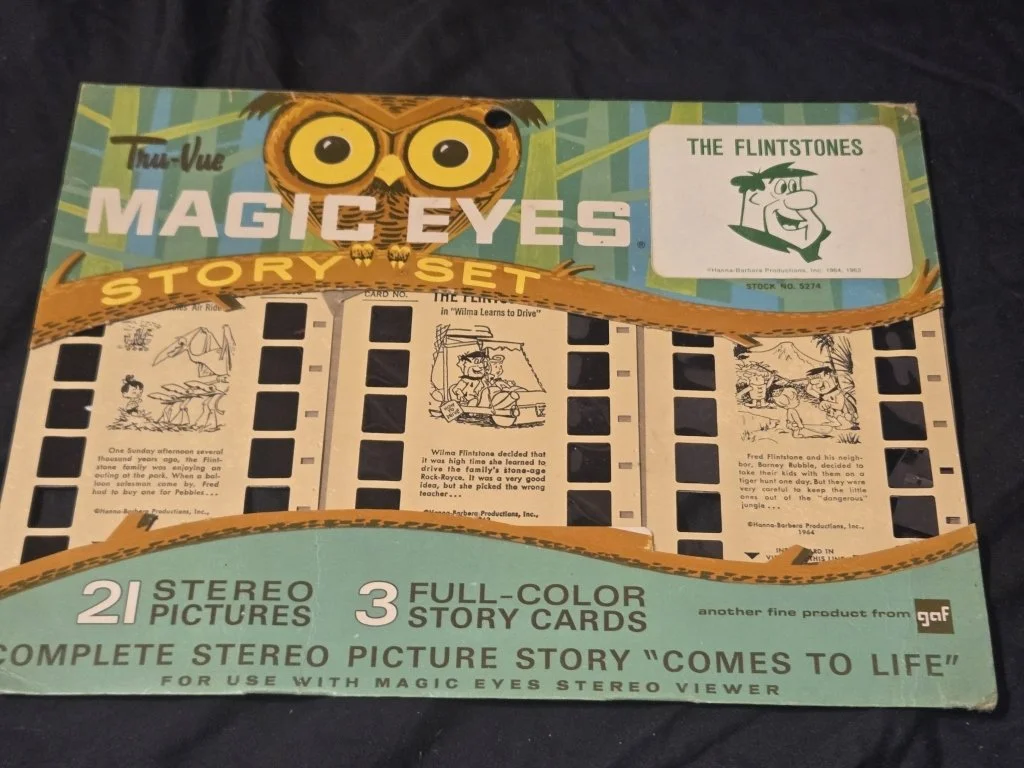 Tru-Vue
MAGIC EYES®
STORY SET
THE FLINTSTONES
©Hanna-Barbera Productions, Inc. 1964, 1962
STOCK NO. 5274
Air Ride
One Sunday afternoon several
thousand years ago, the Flint-
stone family was enjoying an
outing at the park. When a bal-
loon salesman came by, Fred
had to buy one for Pebbles...
©Hanna-Barbera Productions, Inc.,
CARD NO.
THE
in "Wilma Learns to Drive"
Wilma Flintstone decided that
it was high time she learned to
drive the family's stone-age
Rock-Royce. It was a very good
idea, but she picked the wrong
teacher...
©Hanna-Barbera Productions, Inc.,
Fred Flintstone and his neigh-
bor, Barney Rubble, decided to
take their kids with them on a
tiger hunt one day. But they were
very careful to keep the little
ones out of the "dangerous"
jungle...
©Hanna-Barbera Productions, Inc.,
1964
21 STEREO
PICTURES
3 FULL-COLOR
STORY CARDS
another fine product from gaf
COMPLETE STEREO PICTURE STORY "COMES TO LIFE"
FOR USE WITH MAGIC EYES STEREO VIEWER